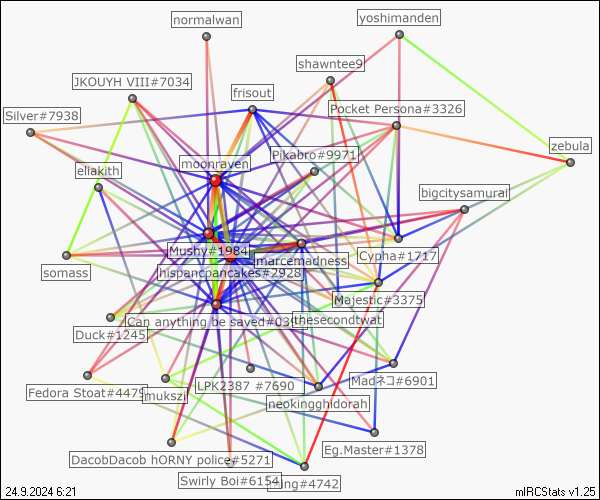 normalwan
yoshimanden
shawntee9
JKOUYH VIII#7034
frisout
Silver#7938
Pocket Persona#3326
zebula
Pikabro#9971
moonraven
eliakith
bigcitysamurai
Mushy#1984
marcemadness
Cypha#1717
somass
hispancpancakes#2928
Majestic#3375
Can anything be saved#03
thesecondtwat
Duck#1245
Madネコ#6901
LPK2387 #7690
Fedora Stoat#4479
mukszi
neokingghidorah
Eg.Master#1378
DacobDacob hORNY police#5271
Swirly Boi#6154
#4742
24.9.2024 6:21
mIRCStats v1.25